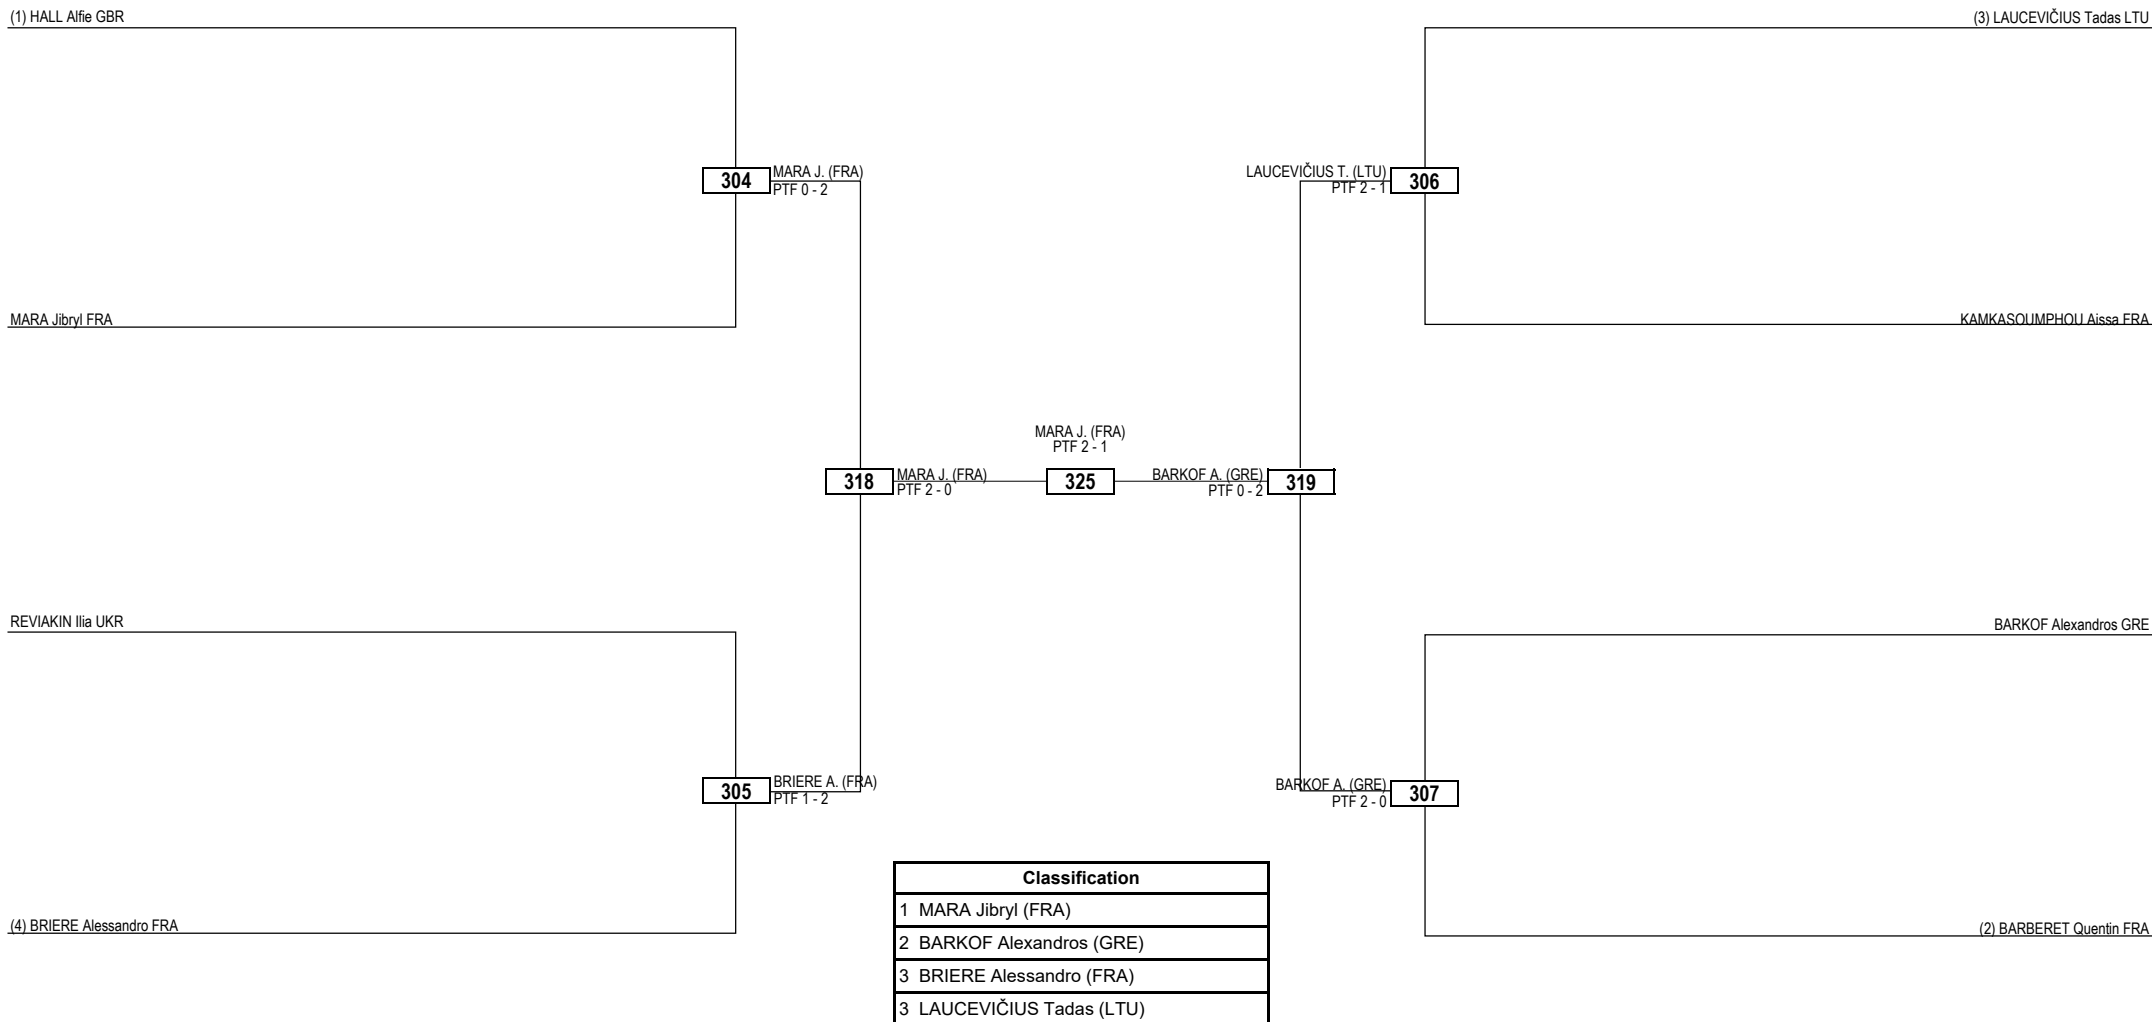 (1) HALL Alfie GBR
(3) LAUCEVIČIUS Tadas LTU
304
MARA J. (FRA)
PTF 0 - 2
LAUCEVIČIUS T. (LTU)
PTF 2 - 1
306
MARA Jibryl FRA
KAMKASOUMPHOU Aissa FRA
MARA J. (FRA)
PTF 2 - 1
318
MARA J. (FRA)
PTF 2 - 0
325
BARKOF A. (GRE)
PTF 0 - 2
319
REVIAKIN Ilia UKR
BARKOF Alexandros GRE
305
BRIERE A. (FRA)
PTF 1 - 2
BARKOF A. (GRE)
PTF 2 - 0
307
(4) BRIERE Alessandro FRA
(2) BARBERET Quentin FRA
Classification
1 MARA Jibryl (FRA)
2 BARKOF Alexandros (GRE)
3 BRIERE Alessandro (FRA)
3 LAUCEVIČIUS Tadas (LTU)